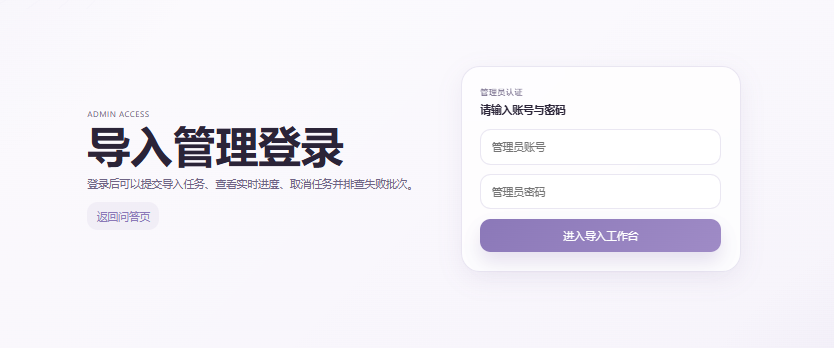 ADMIN ACCESS
导入管理登录
登录后可以提交导入任务、查看实时进度、取消任务并排查失败批次。
返回问答页
管理员认证
请输入账号与密码
管理员账号
管理员密码
进入导入工作台